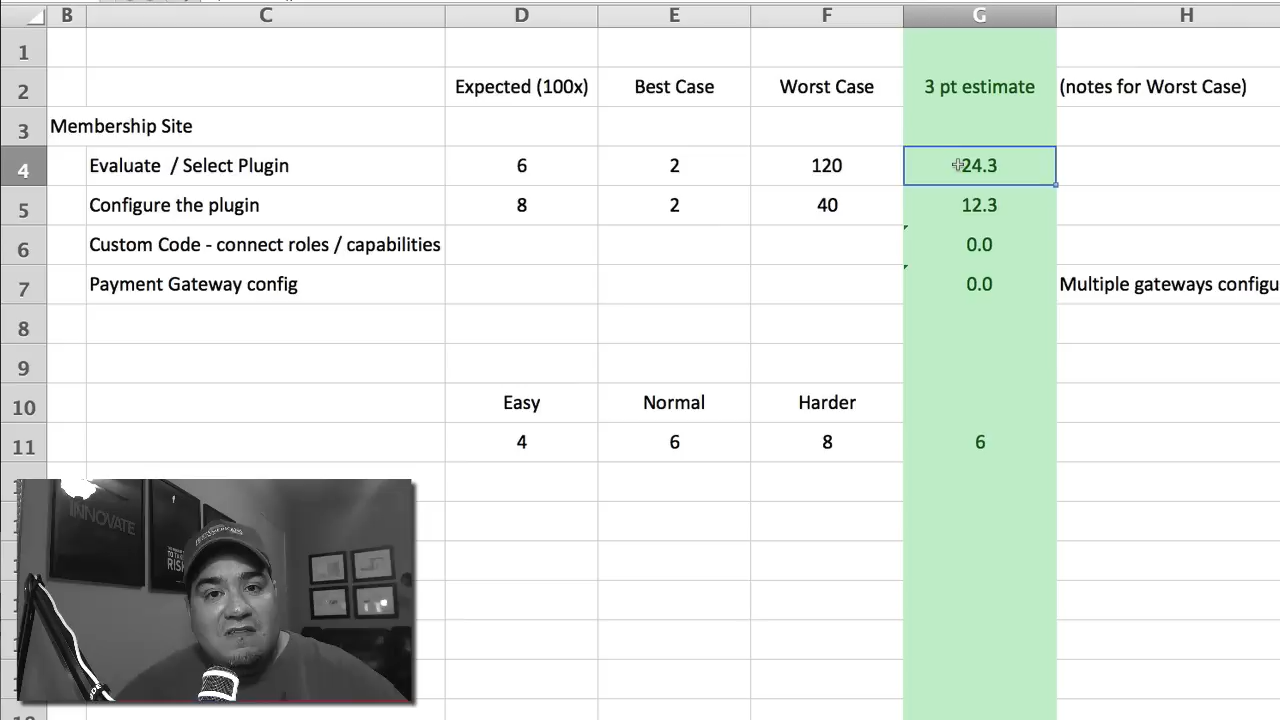 B C D E F G H
1
2 Expected (100x) Best Case Worst Case 3 pt estimate (notes for Worst Case)
3 Membership Site
4 Evaluate / Select Plugin 6 2 120 24.3
5 Configure the plugin 8 2 40 12.3
6 Custom Code - connect roles / capabilities 0.0
7 Payment Gateway config 0.0 Multiple gateways configu
8
9
10 Easy Normal Harder
11 4 6 8 6
INNOVATE
RISK